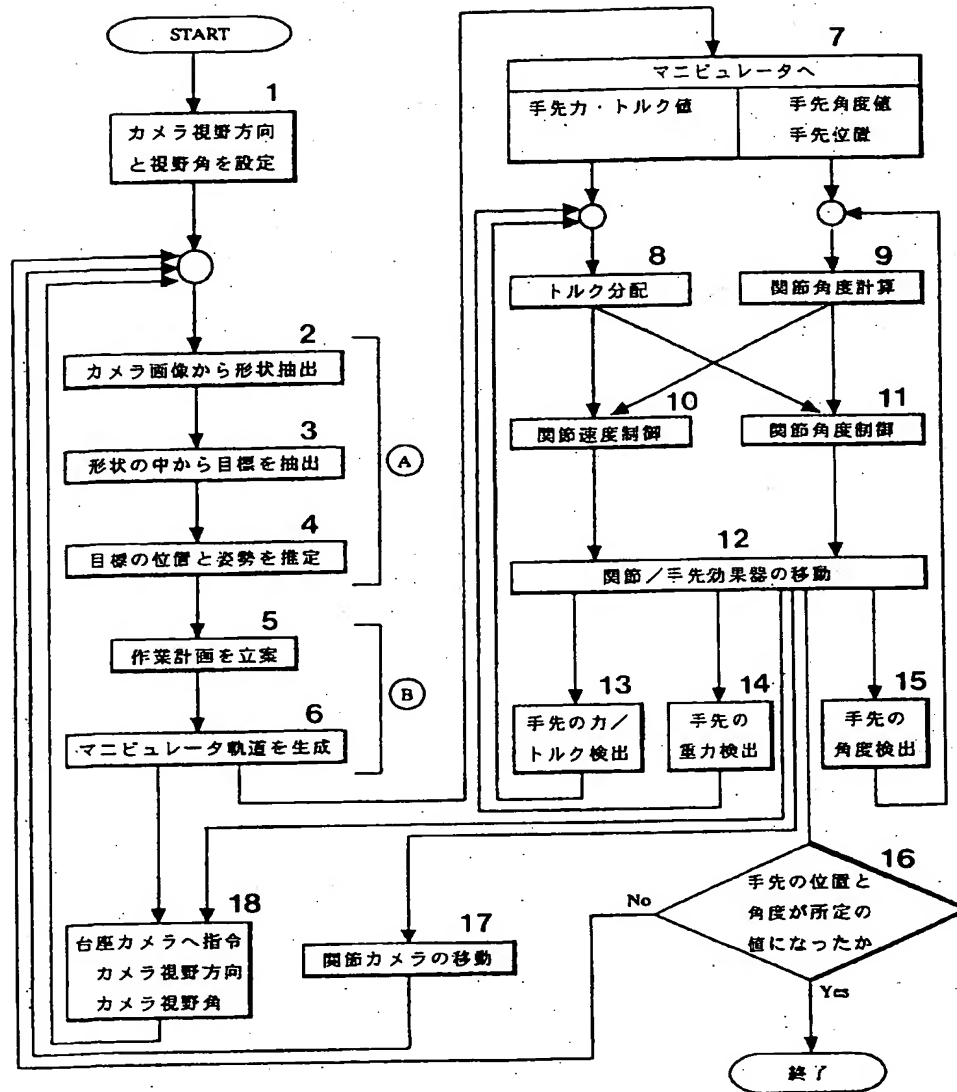 START
1
カメラ視野方向
と視野角を設定
2
カメラ画像から形状抽出
3
形状の中から目標を抽出
A
4
目標の位置と姿勢を推定
5
作業計画を立案
B
6
マニピュレータ軌道を生成
18
台座カメラへ指令
カメラ視野方向
カメラ視野角
7
マニピュレータへ
手先力・トルク値
手先角度値
手先位置
8
トルク分配
9
関節角度計算
10
関節速度制御
11
関節角度制御
12
関節／手先効果器の移動
13
手先の力／
トルク検出
14
手先の
重力検出
15
手先の
角度検出
16
手先の位置と
角度が所定の
値になったか
No
Yes
17
関節カメラの移動
終了